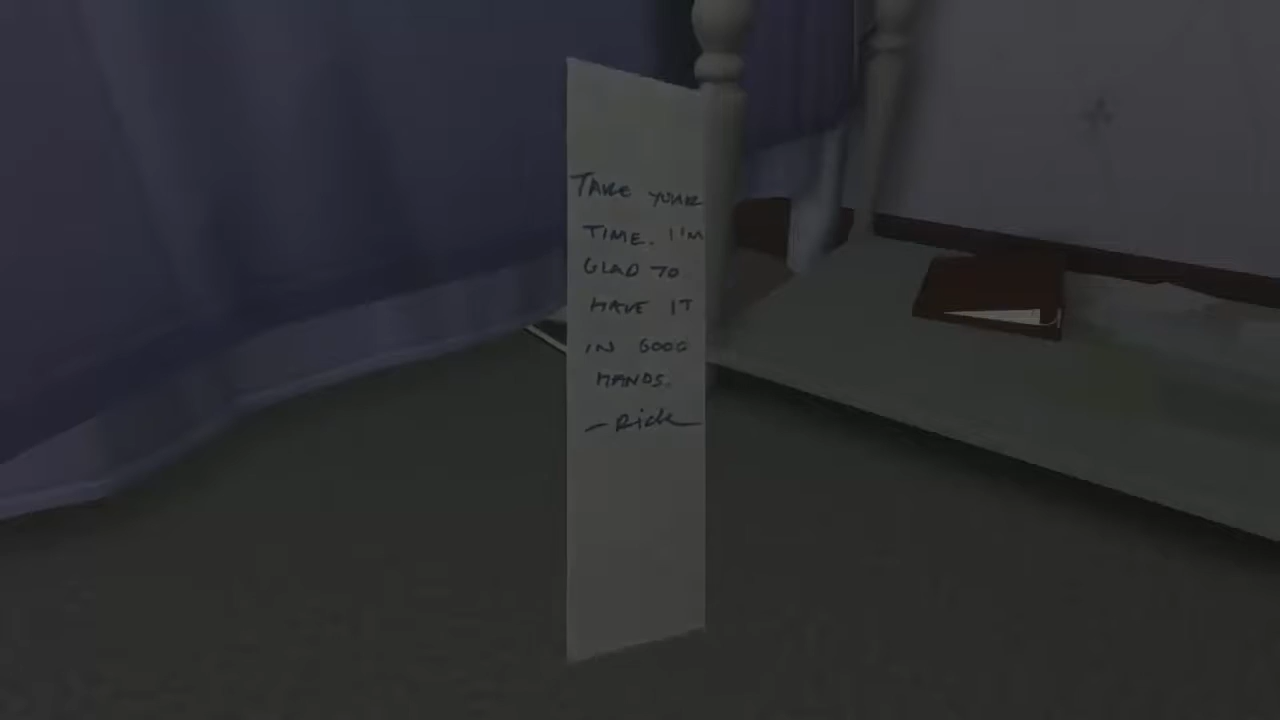 TAKE YOUR
TIME. I'M
GLAD TO
HAVE IT
IN GOOD
HANDS.
- Rick